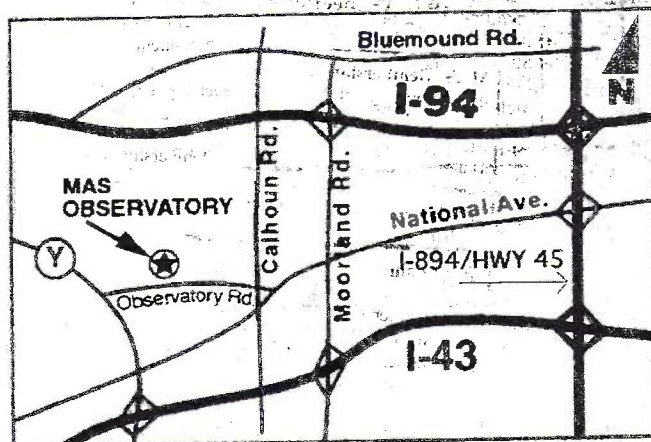 Bluemound Rd.
I-94
N
MAS
OBSERVATORY
Calhoun Rd.
Moorland Rd.
National Ave.
Y
I-894/HWY 45
Observatory Rd.
I-43